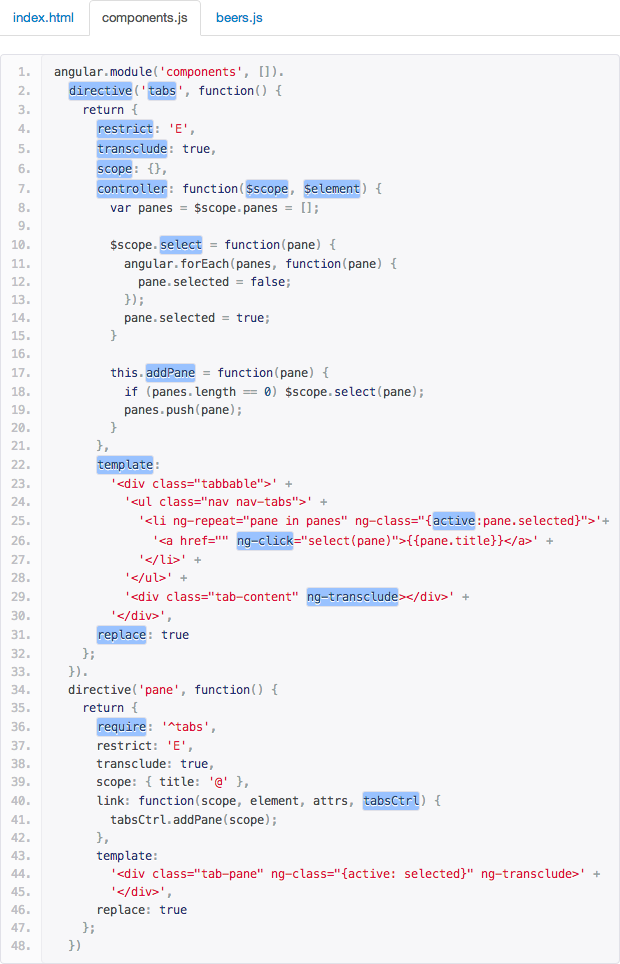 index.html components.js beers.js
1. angular.module('components', []).
2.   directive('tabs', function() {
3.     return {
4.       restrict: 'E',
5.       transclude: true,
6.       scope: {},
7.       controller: function($scope, $element) {
8.         var panes = $scope.panes = [];
9.
10.         $scope.select = function(pane) {
11.           angular.forEach(panes, function(pane) {
12.             pane.selected = false;
13.           });
14.           pane.selected = true;
15.         }
16.
17.         this.addPane = function(pane) {
18.           if (panes.length == 0) $scope.select(pane);
19.           panes.push(pane);
20.         }
21.       },
22.       template:
23.         '<div class="tabbable">' +
24.           '<ul class="nav nav-tabs">' +
25.             '<li ng-repeat="pane in panes" ng-class="{active:pane.selected}">'+
26.               '<a href="" ng-click="select(pane)">{{pane.title}}</a>' +
27.             '</li>' +
28.           '</ul>' +
29.           '<div class="tab-content" ng-transclude></div>' +
30.         '</div>',
31.       replace: true
32.     };
33.   }).
34.   directive('pane', function() {
35.     return {
36.       require: '^tabs',
37.       restrict: 'E',
38.       transclude: true,
39.       scope: { title: '@' },
40.       link: function(scope, element, attrs, tabsCtrl) {
41.         tabsCtrl.addPane(scope);
42.       },
43.       template:
44.         '<div class="tab-pane" ng-class="{active: selected}" ng-transclude>' +
45.         '</div>',
46.       replace: true
47.     };
48.   })